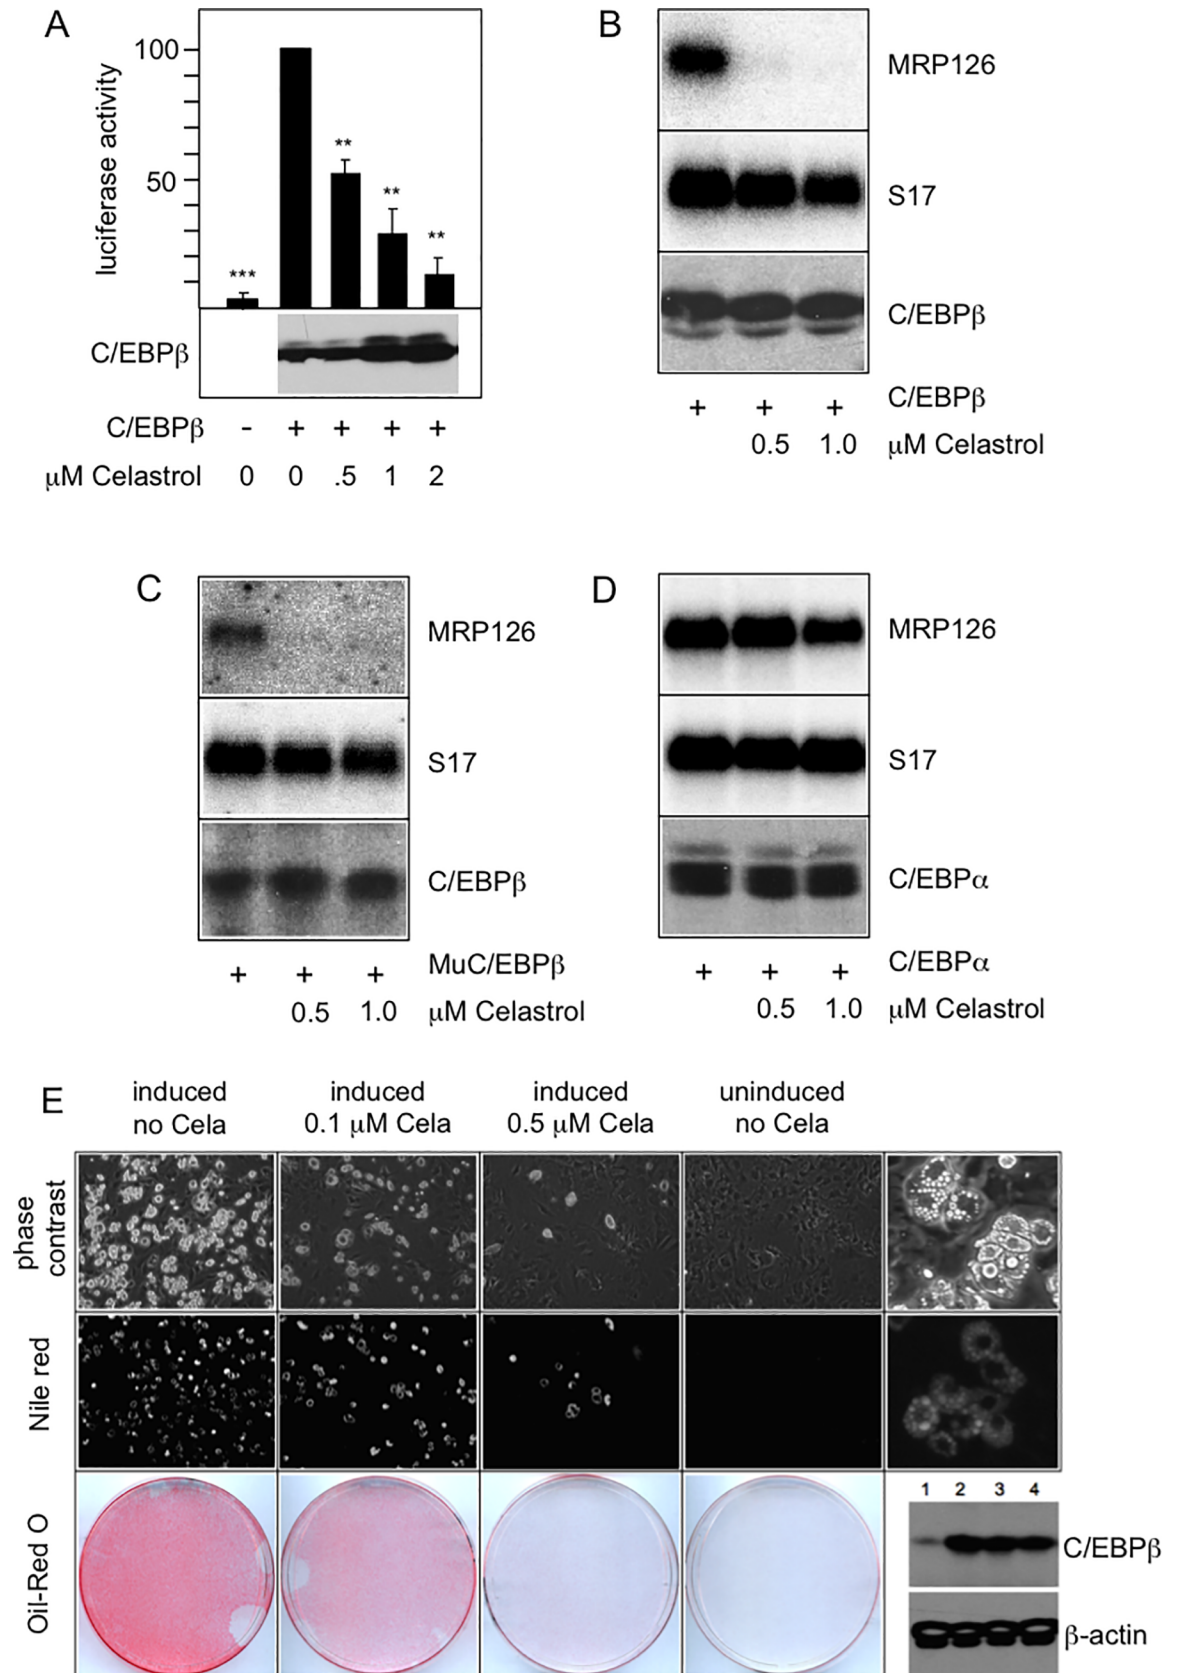 A
luciferase activity
100
50
***
**
**
**
C/EBPβ
C/EBPβ - + + + +
μM Celastrol 0 0 .5 1 2
B
MRP126
S17
C/EBPβ
+ + + C/EBPβ
0.5 1.0 μM Celastrol
C
MRP126
S17
C/EBPβ
+ + + MuC/EBPβ
0.5 1.0 μM Celastrol
D
MRP126
S17
C/EBPα
+ + + C/EBPα
0.5 1.0 μM Celastrol
E
induced
no Cela
induced
0.1 μM Cela
induced
0.5 μM Cela
uninduced
no Cela
phase
contrast
Nile red
Oil-Red O
1 2 3 4
C/EBPβ
β-actin